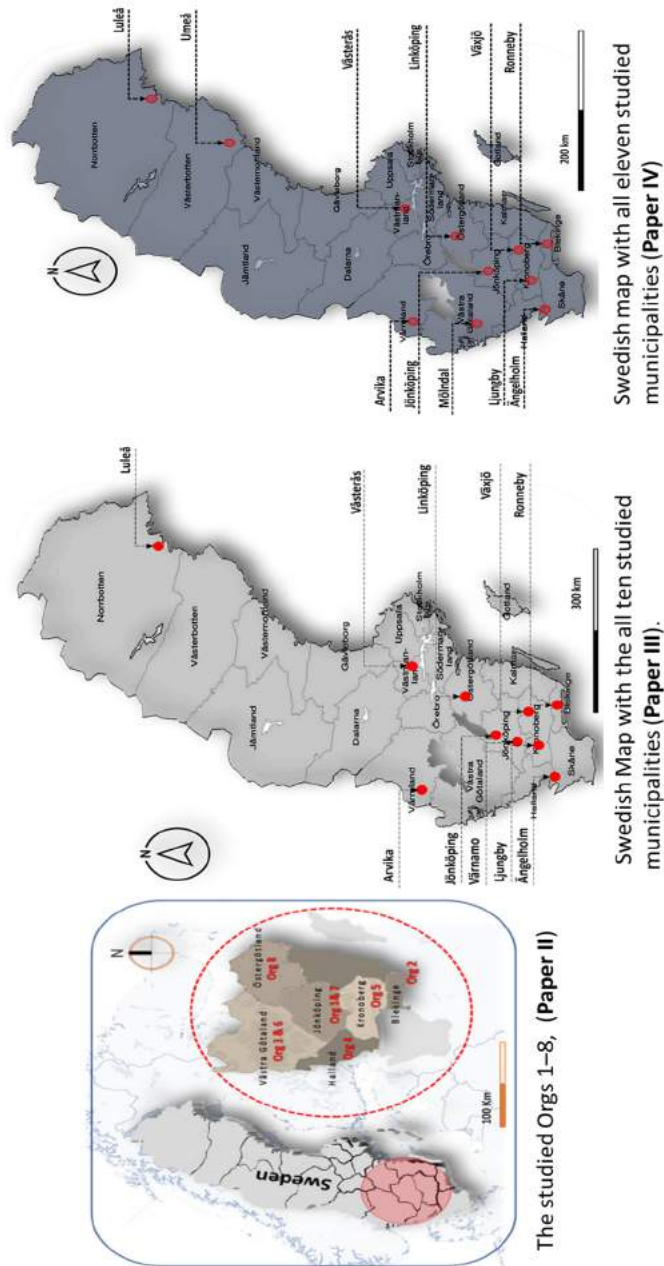 N
Sweden
Västra Götaland
Org 1 & 6
Östergötland
Org 8
Jönköping
Org 3 & 7
Halland
Org 4
Kronoberg
Org 5
Blekinge
Org 2
100 Km
The studied Orgs 1–8, (Paper II)
N
Norrbotten
Luleå
Västerbotten
Jämtland
Västernorrland
Gävleborg
Dalarna
Uppsala
Västman-
land
Värmland
Stockholm
Örebro
Söderman-
land
Östergötland
Västra
Götaland
Jönköping
Kalmar
Gotland
Kronoberg
Halland
Blekinge
Skåne
Arvika
Jönköping
Värnamo
Ljungby
Ängelholm
Västerås
Linköping
Växjö
Ronneby
300 km
Swedish Map with the all ten studied
municipalities (Paper III).
N
Norrbotten
Luleå
Umeå
Västerbotten
Jämtland
Västernorrland
Gävleborg
Dalarna
Uppsala
Västman-
land
Värmland
Stockholm
Örebro
Södermanland
Östergötland
Västra
Götaland
Jönköping
Kalmar
Gotland
Kronoberg
Halland
Blekinge
Skåne
Arvika
Jönköping
Mölndal
Ljungby
Ängelholm
Västerås
Linköping
Växjö
Ronneby
200 km
Swedish map with all eleven studied
municipalities (Paper IV)